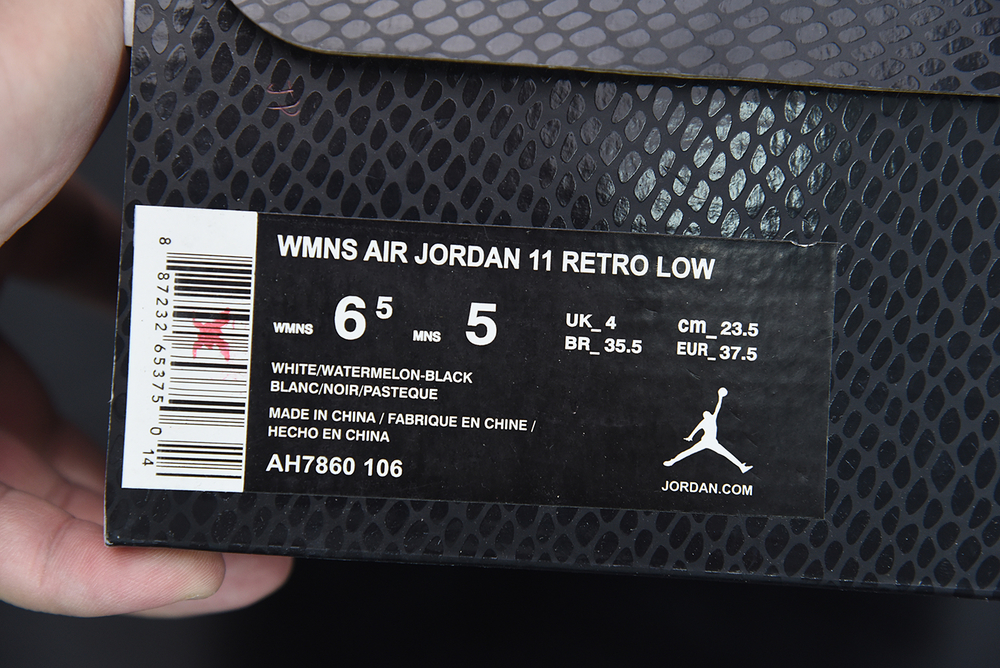 WMNS AIR JORDAN 11 RETRO LOW
WMNS 6 5 MNS 5
UK_ 4 cm_ 23.5
BR_ 35.5 EUR_ 37.5
WHITE/WATERMELON-BLACK
BLANC/NOIR/PASTEQUE
MADE IN CHINA / FABRIQUE EN CHINE /
HECHO EN CHINA
AH7860 106
JORDAN.COM
8 87232 65375 0 14